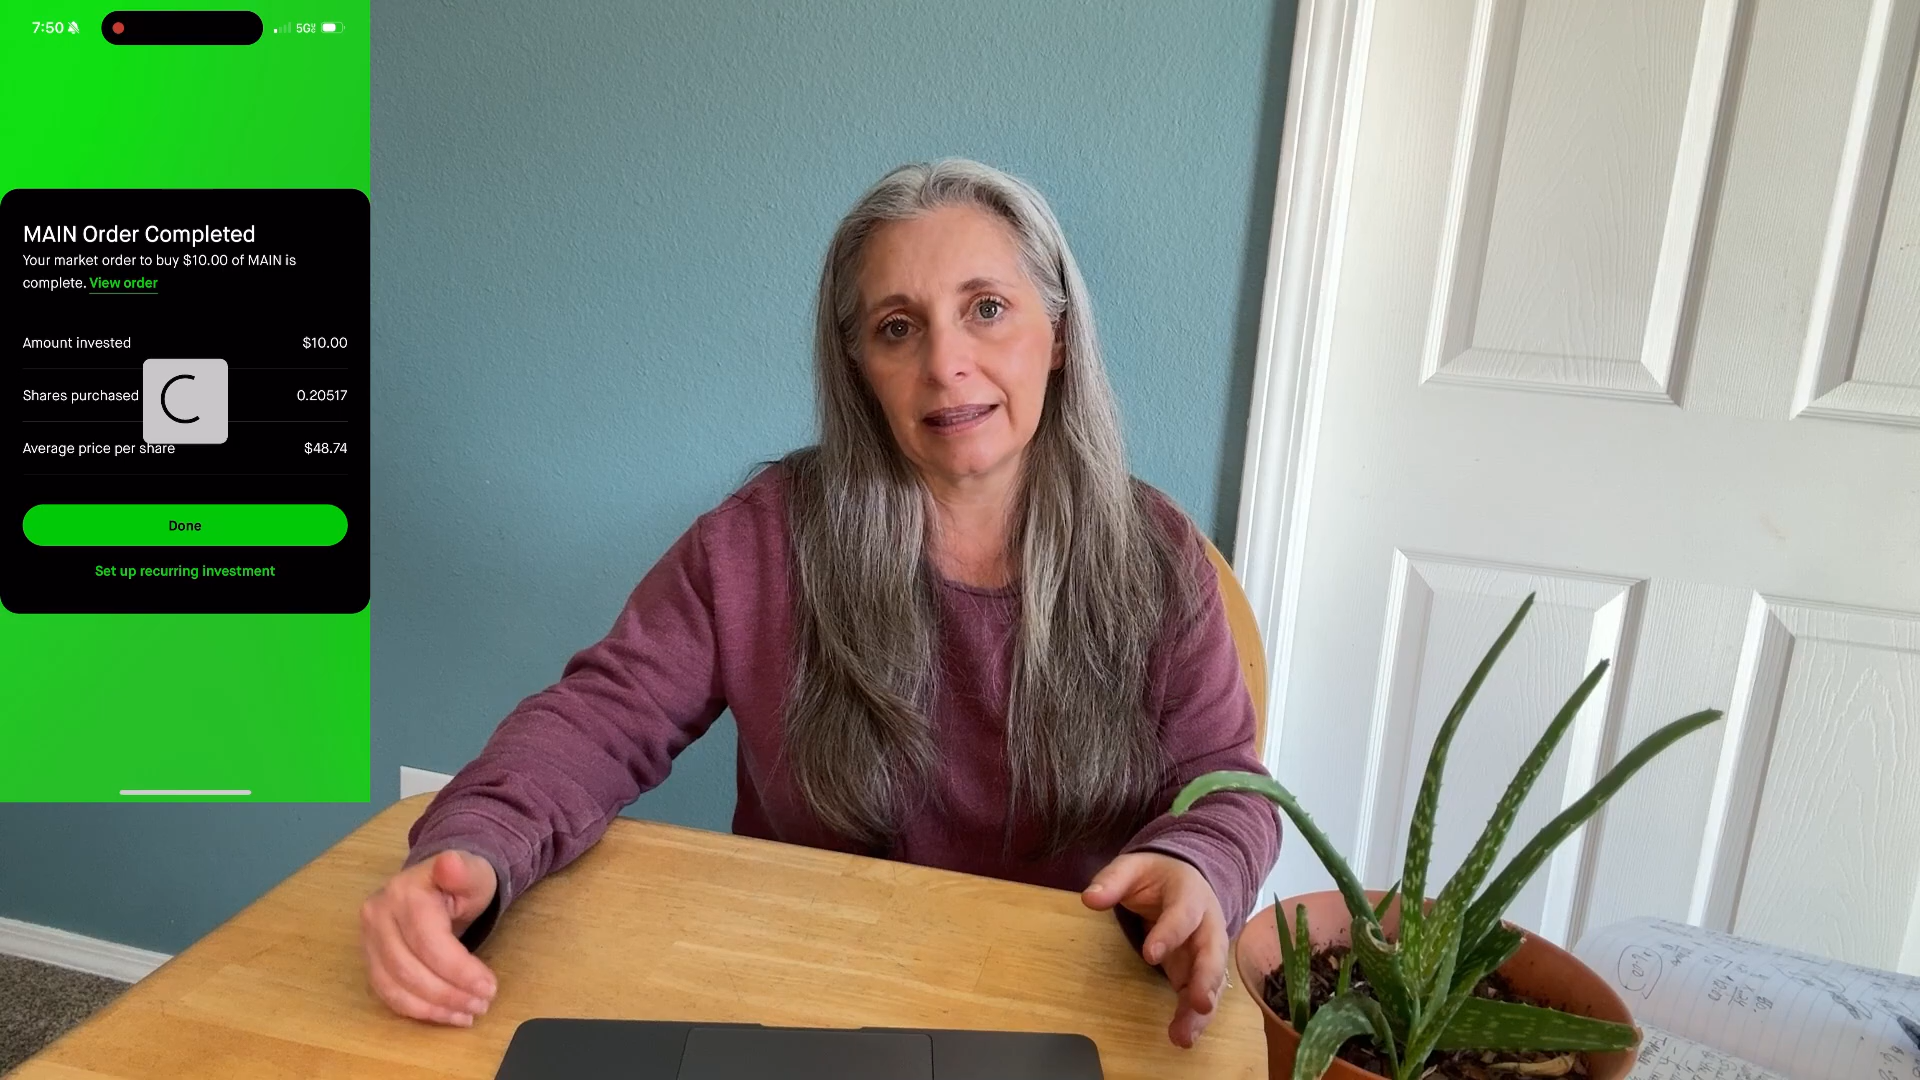 7:50
5G
MAIN Order Completed
Your market order to buy $10.00 of MAIN is
complete. View order
Amount invested $10.00
Shares purchased 0.20517
Average price per share $48.74
Done
Set up recurring investment